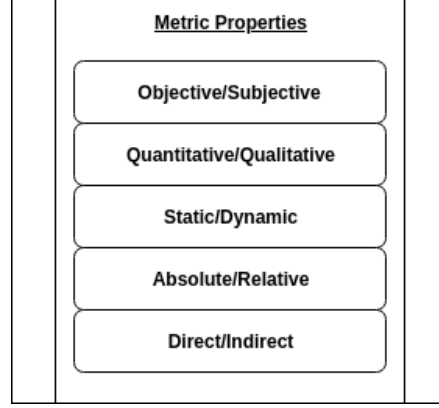 Metric Properties
Objective/Subjective
Quantitative/Qualitative
Static/Dynamic
Absolute/Relative
Direct/Indirect